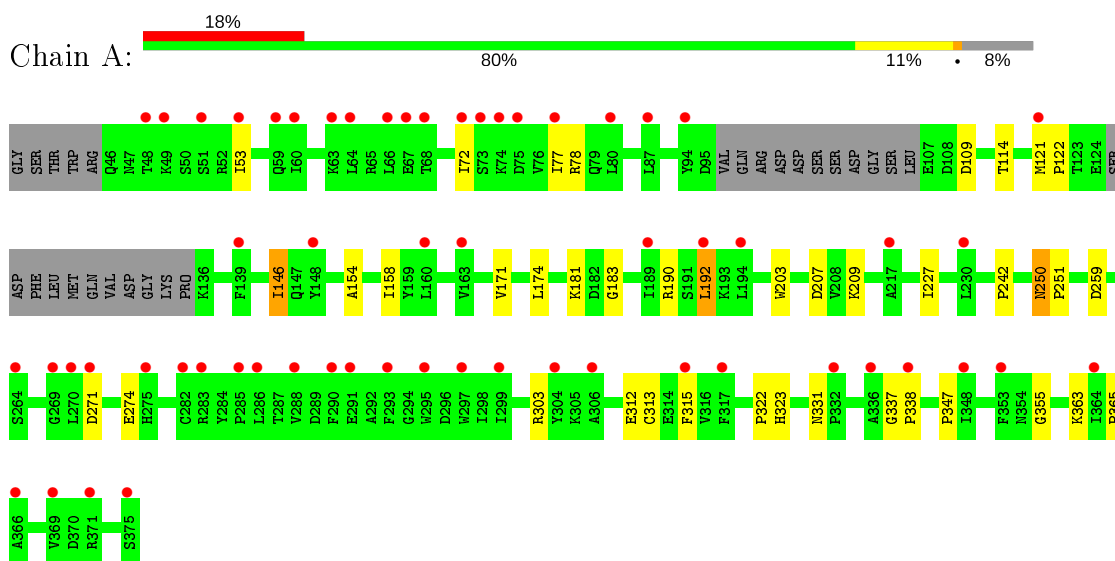 18%
Chain A:
80% 11% • 8%
GLY SER THR TRP ARG Q46 N47 T48 K49 S50 S51 R52 I53 Q59 I60 K63 L64 R65 L66 E67 T68 I72 S73 K74 D75 V76 I77 R78 Q79 L80 L87 Y94 D95 VAL GLN ARG ASP ASP SER SER ASP GLY SER LEU E107 D108 D109 T114 M121 P122 T123 E124 SER
ASP PHE LEU MET GLN VAL ASP GLY LYS PRO K136 F139 I146 Q147 Y148 A154 I158 Y159 L160 V163 V171 L174 K181 D182 G183 I189 R190 S191 L192 K193 L194 W203 D207 V208 K209 A217 I227 L230 P242 N250 P251 D259
S264 G269 L270 D271 E274 H275 C282 R283 Y284 P285 L286 T287 V288 D289 F290 E291 A292 F293 G294 W295 D296 W297 I298 I299 R303 Y304 K305 A306 E312 C313 E314 F315 V316 F317 P322 H323 N331 P332 A336 G337 P338 P347 I348 F353 N354 G355 K363 I364 P365
A366 V369 D370 R371 S375